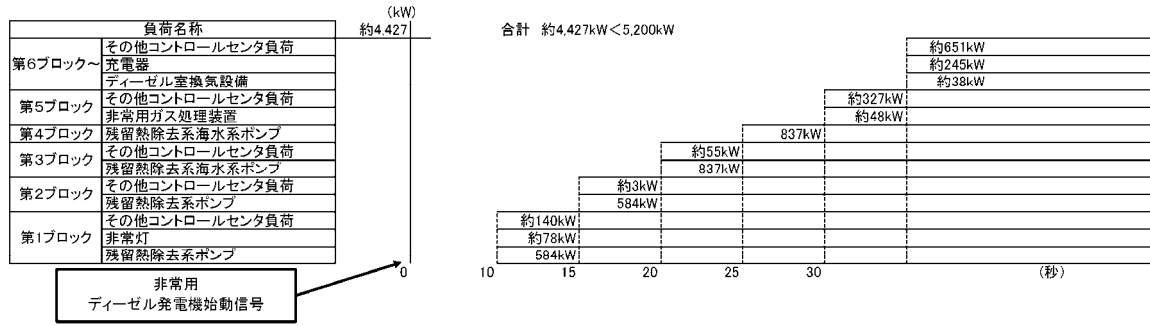 (kW)
負荷名称 約4,427 合計 約4,427kW＜5,200kW
第6ブロック～ その他コントロールセンタ負荷 約651kW
充電器 約245kW
ディーゼル室換気設備 約38kW
第5ブロック その他コントロールセンタ負荷 約327kW
非常用ガス処理装置 約48kW
第4ブロック 残留熱除去系海水系ポンプ 837kW
第3ブロック その他コントロールセンタ負荷 約55kW
残留熱除去系海水系ポンプ 837kW
第2ブロック その他コントロールセンタ負荷 約3kW
残留熱除去系ポンプ 584kW
第1ブロック その他コントロールセンタ負荷 約140kW
非常灯 約78kW
残留熱除去系ポンプ 584kW
0 10 15 20 25 30 (秒)
非常用
ディーゼル発電機始動信号